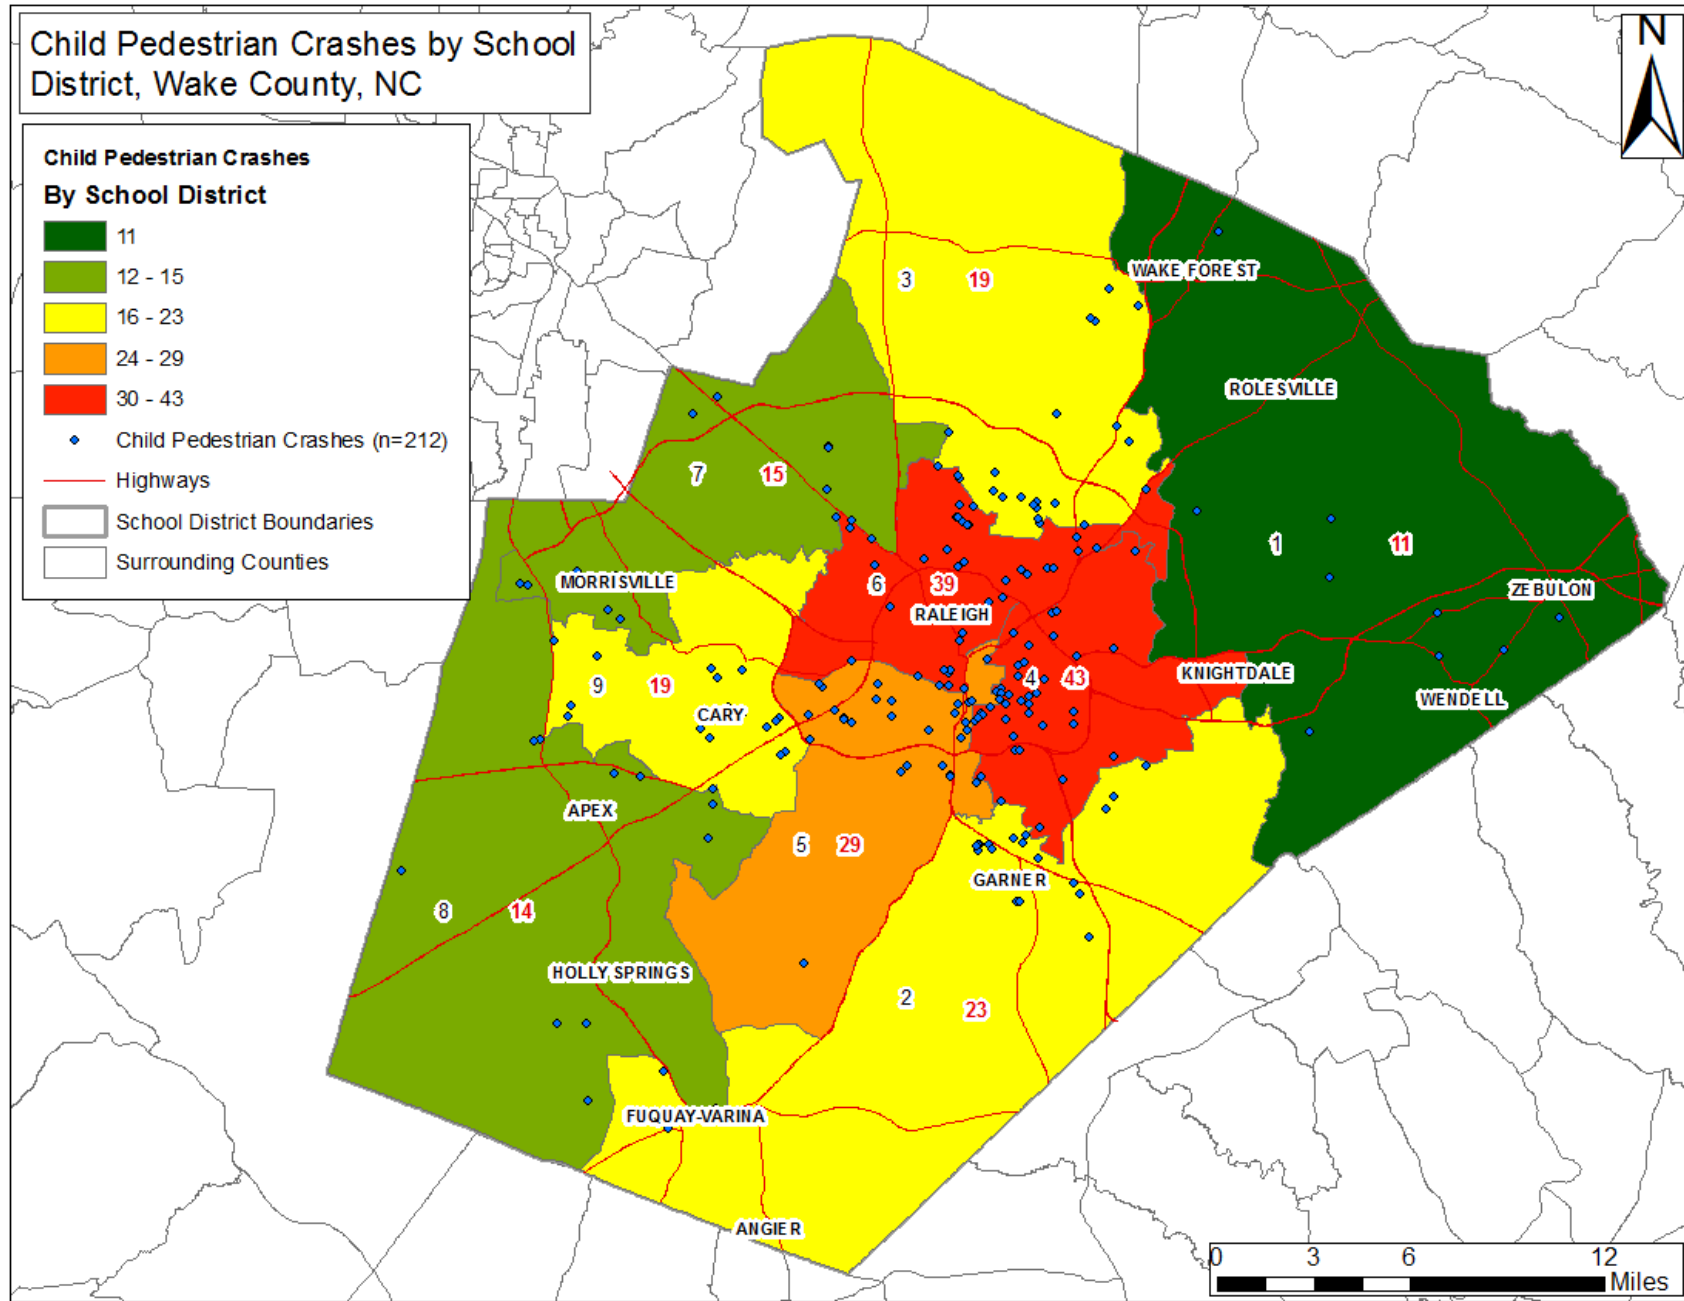 Child Pedestrian Crashes by School
District, Wake County, NC
N
Child Pedestrian Crashes
By School District
11
12 - 15
16 - 23
24 - 29
30 - 43
Child Pedestrian Crashes (n=212)
Highways
School District Boundaries
Surrounding Counties
WAKE FOREST
3 19
ROLESVILLE
7 15
1 11
MORRISVILLE
6 39
ZEBULON
RALEIGH
KNIGHTDALE
4 43
9 19
WENDELL
CARY
APEX
5 29
GARNER
8 14
HOLLY SPRINGS
2 23
FUQUAY-VARINA
ANGIER
0 3 6 12
Miles